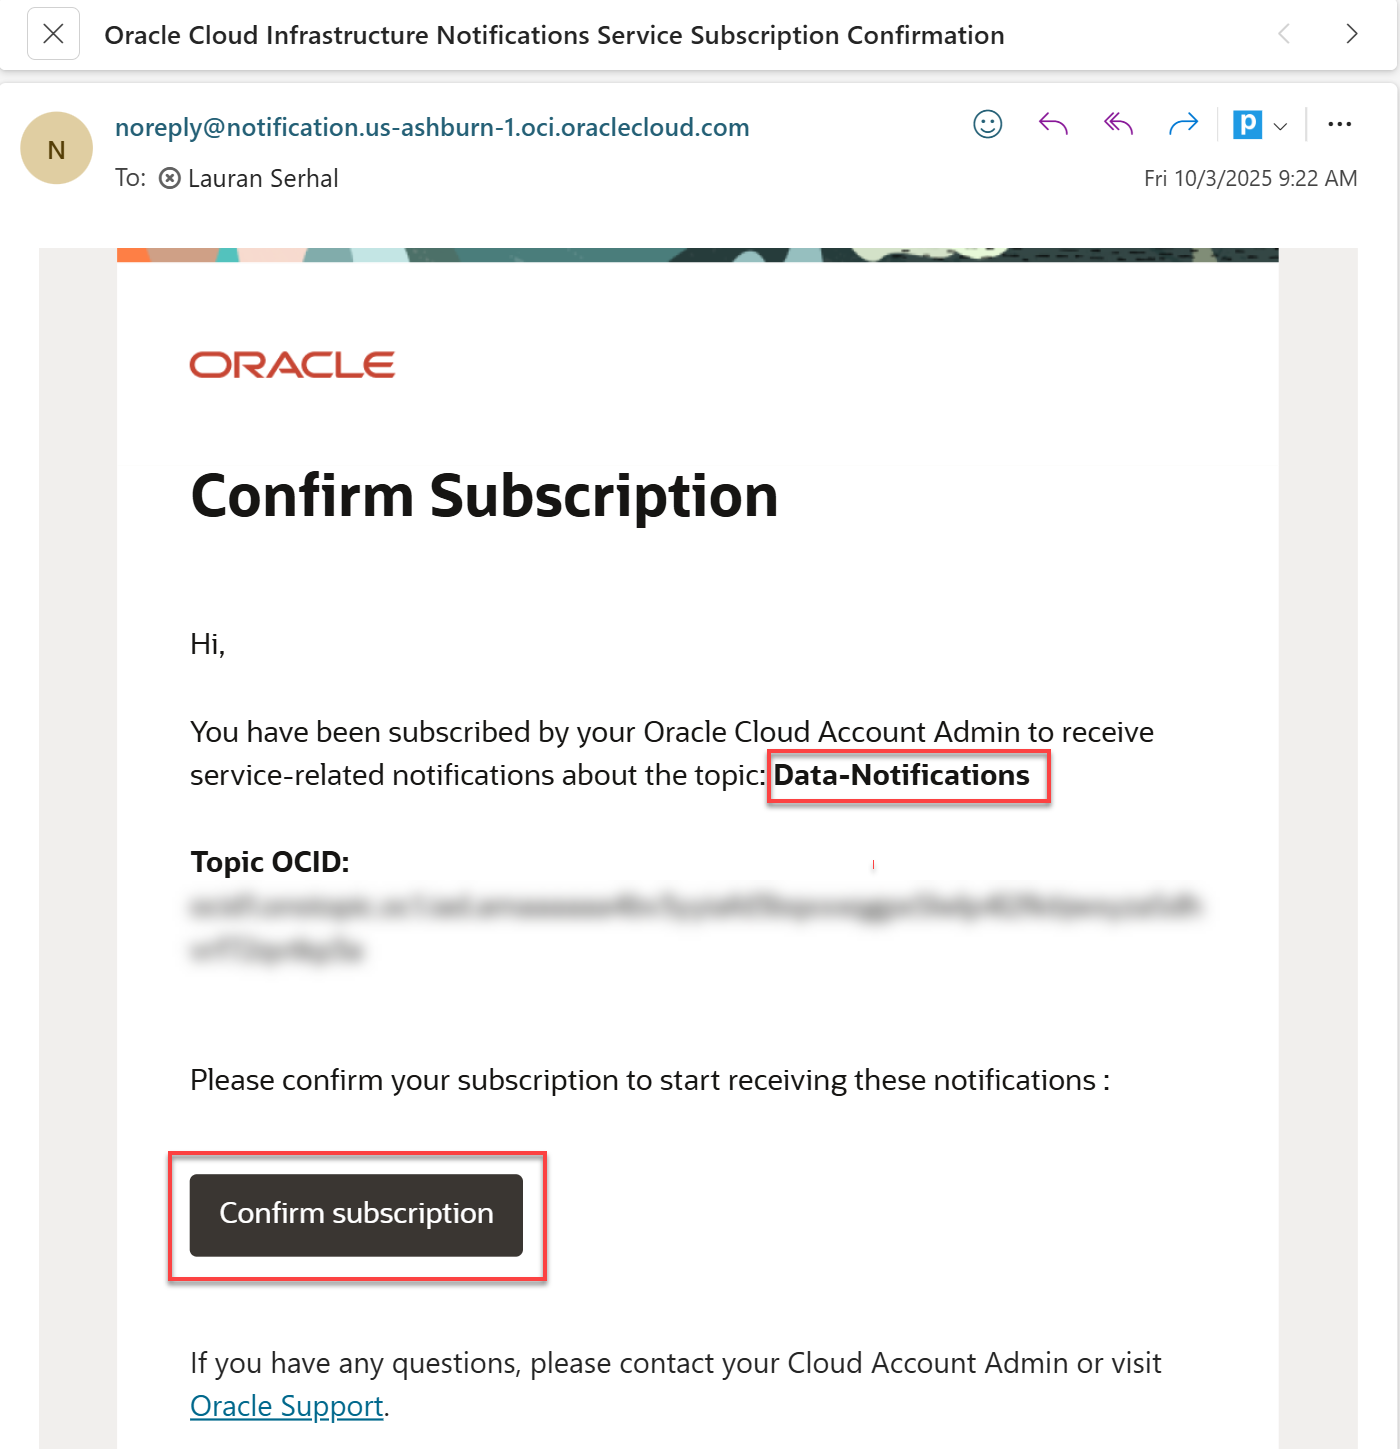 Oracle Cloud Infrastructure Notifications Service Subscription Confirmation
N
noreply@notification.us-ashburn-1.oci.oraclecloud.com
p
To: Lauran Serhal
Fri 10/3/2025 9:22 AM
ORACLE
Confirm Subscription
Hi,
You have been subscribed by your Oracle Cloud Account Admin to receive
service-related notifications about the topic: Data-Notifications
Topic OCID:
Please confirm your subscription to start receiving these notifications :
Confirm subscription
If you have any questions, please contact your Cloud Account Admin or visit
Oracle Support.